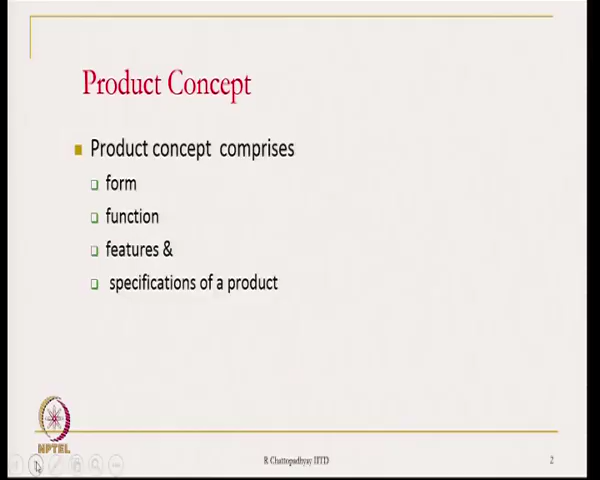 Product Concept
Product concept comprises
form
function
features &
specifications of a product
NPTEL
R Chattopadhyay IITD
2